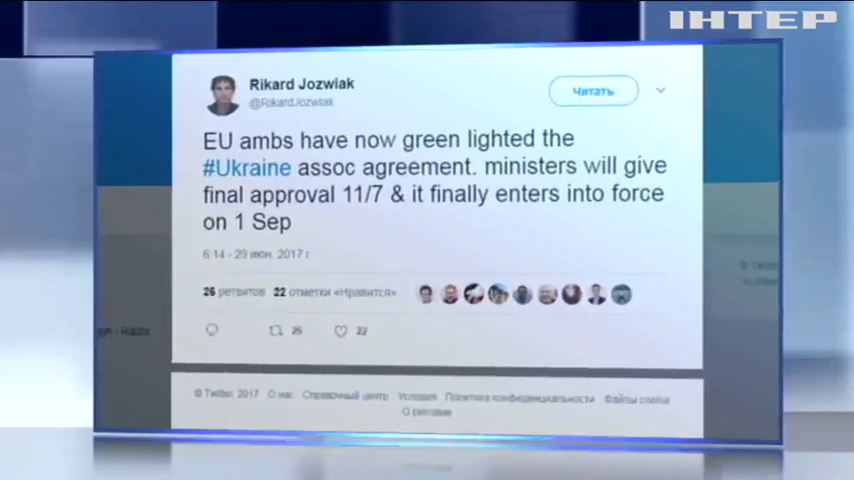 ІНТЕР
Rikard Jozwiak
@RikardJozwiak
Читать
EU ambs have now green lighted the
#Ukraine assoc agreement. ministers will give
final approval 11/7 & it finally enters into force
on 1 Sep
6:14 - 29 июн. 2017 г.
26 ретвитов 22 отметки «Нравится»
26 22
© Twitter, 2017 О нас Справочный центр Условия Политика конфиденциальности Файлы cookie
О рекламе